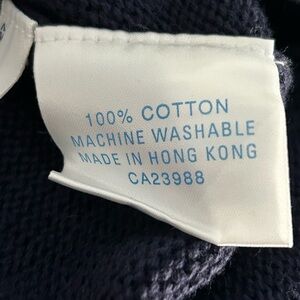 100% COTTON
MACHINE WASHABLE
MADE IN HONG KONG
CA23988